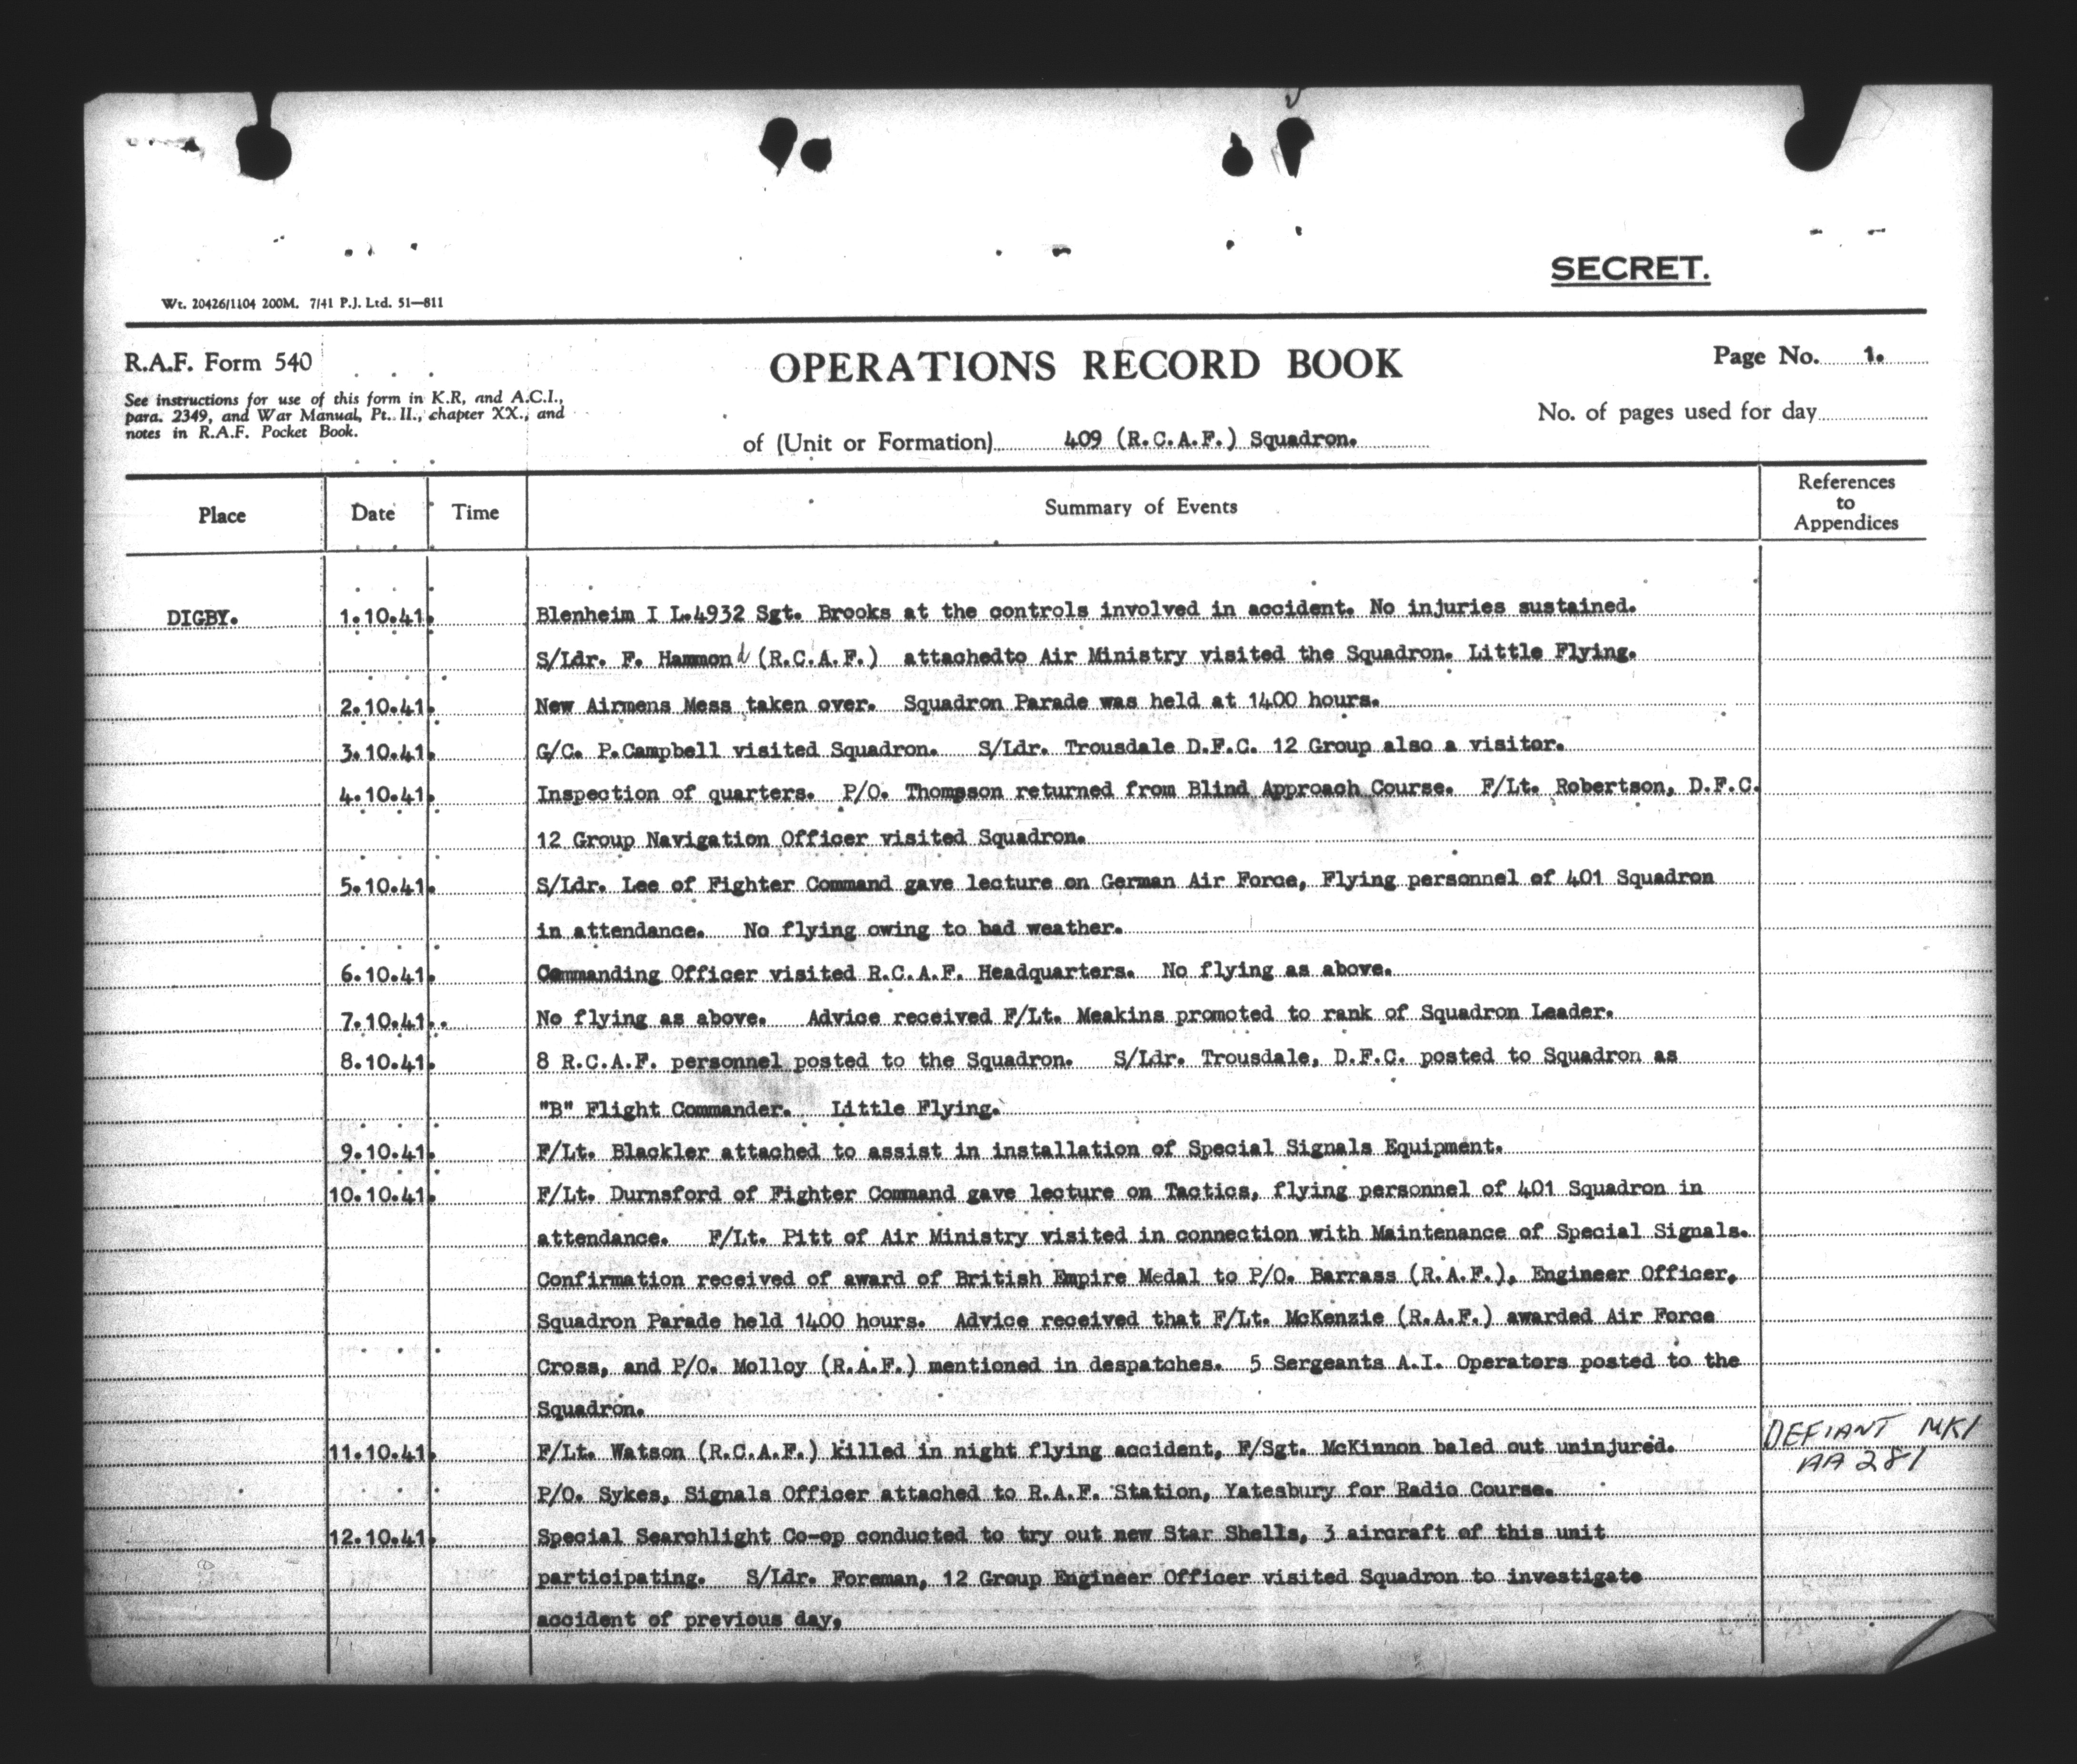 SECRET.
Wt. 20426/1104 200M. 7/41 P.J. Ltd. 51—811
R.A.F. Form 540
OPERATIONS RECORD BOOK
Page No. 1.
See instructions for use of this form in K.R, and A.C.I.,
para. 2349, and War Manual, Pt. II., chapter XX., and
notes in R.A.F. Pocket Book.
No. of pages used for day
of (Unit or Formation) 409 (R.C.A.F.) Squadron.
Place Date Time Summary of Events References to Appendices
DIGBY. 1.10.41. Blenheim I L.4932 Sgt. Brooks at the controls involved in accident. No injuries sustained.
S/Ldr. F. Hammond (R.C.A.F.) attachedto Air Ministry visited the Squadron. Little Flying.
2.10.41. New Airmens Mess taken over. Squadron Parade was held at 1400 hours.
3.10.41. G/C. P.Campbell visited Squadron. S/Ldr. Trousdale D.F.C. 12 Group also a visitor.
4.10.41. Inspection of quarters. P/O. Thompson returned from Blind Approach Course. F/Lt. Robertson, D.F.C.
12 Group Navigation Officer visited Squadron.
5.10.41. S/Ldr. Lee of Fighter Command gave lecture on German Air Force, Flying personnel of 401 Squadron
in attendance. No flying owing to bad weather.
6.10.41. Commanding Officer visited R.C.A.F. Headquarters. No flying as above.
7.10.41. No flying as above. Advice received F/Lt. Meakins promoted to rank of Squadron Leader.
8.10.41. 8 R.C.A.F. personnel posted to the Squadron. S/Ldr. Trousdale, D.F.C. posted to Squadron as
"B" Flight Commander. Little Flying.
9.10.41. F/Lt. Blackler attached to assist in installation of Special Signals Equipment.
10.10.41. F/Lt. Durnsford of Fighter Command gave lecture on Tactics, flying personnel of 401 Squadron in
attendance. F/Lt. Pitt of Air Ministry visited in connection with Maintenance of Special Signals.
Confirmation received of award of British Empire Medal to P/O. Barrass (R.A.F.), Engineer Officer,
Squadron Parade held 1400 hours. Advice received that F/Lt. McKenzie (R.A.F.) awarded Air Force
Cross, and P/O. Molloy (R.A.F.) mentioned in despatches. 5 Sergeants A.I. Operators posted to the
Squadron.
11.10.41. F/Lt. Watson (R.C.A.F.) killed in night flying accident, F/Sgt. McKinnon baled out uninjured. DEFIANT MK1
AA281
P/O. Sykes, Signals Officer attached to R.A.F. Station, Yatesbury for Radio Course.
12.10.41. Special Searchlight Co-op conducted to try out new Star Shells, 3 aircraft of this unit
participating. S/Ldr. Foreman, 12 Group Engineer Officer visited Squadron to investigate
accident of previous day,